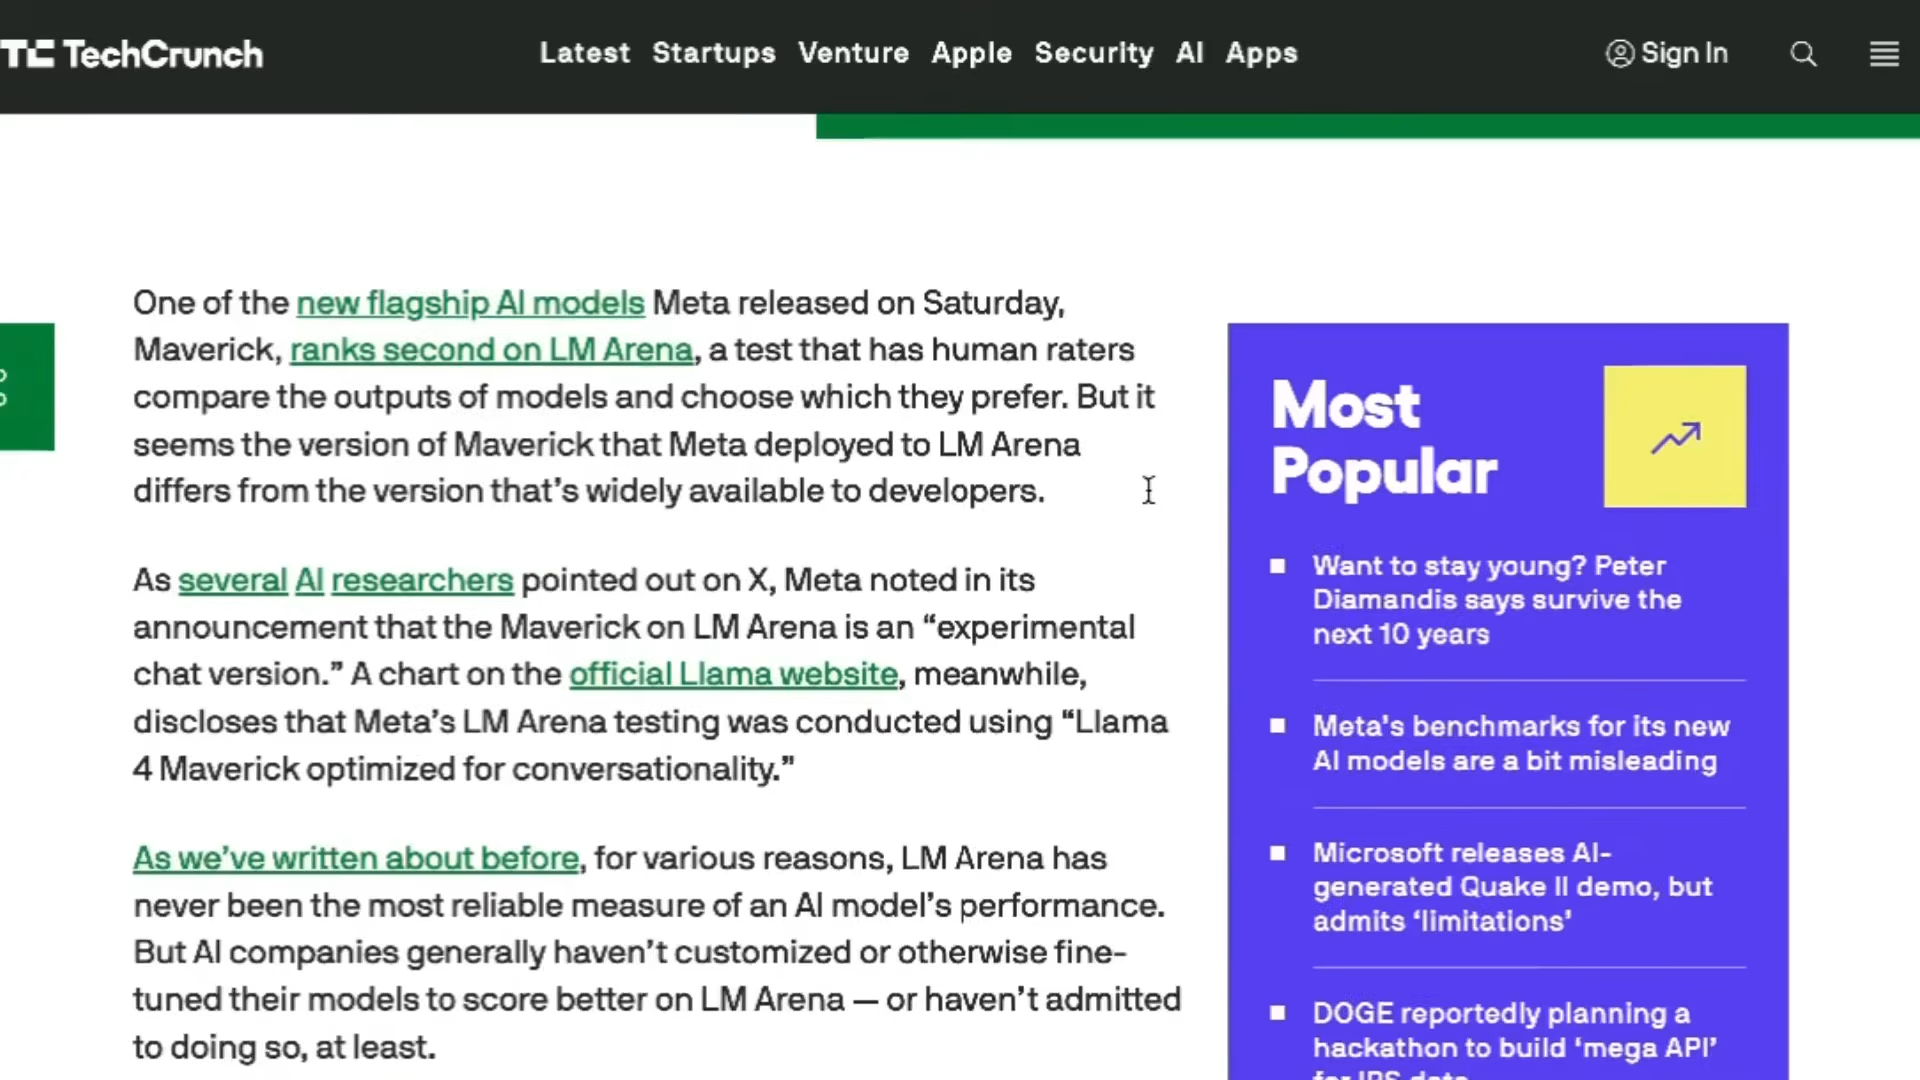 TechCrunch
Latest Startups Venture Apple Security AI Apps
Sign In
One of the new flagship AI models Meta released on Saturday,
Maverick, ranks second on LM Arena, a test that has human raters
compare the outputs of models and choose which they prefer. But it
seems the version of Maverick that Meta deployed to LM Arena
differs from the version that’s widely available to developers.
As several AI researchers pointed out on X, Meta noted in its
announcement that the Maverick on LM Arena is an “experimental
chat version.” A chart on the official Llama website, meanwhile,
discloses that Meta’s LM Arena testing was conducted using “Llama
4 Maverick optimized for conversationality.”
As we’ve written about before, for various reasons, LM Arena has
never been the most reliable measure of an AI model’s performance.
But AI companies generally haven’t customized or otherwise fine-
tuned their models to score better on LM Arena — or haven’t admitted
to doing so, at least.
Most
Popular
Want to stay young? Peter
Diamandis says survive the
next 10 years
Meta’s benchmarks for its new
AI models are a bit misleading
Microsoft releases AI-
generated Quake II demo, but
admits ‘limitations’
DOGE reportedly planning a
hackathon to build ‘mega API’
for IRS data